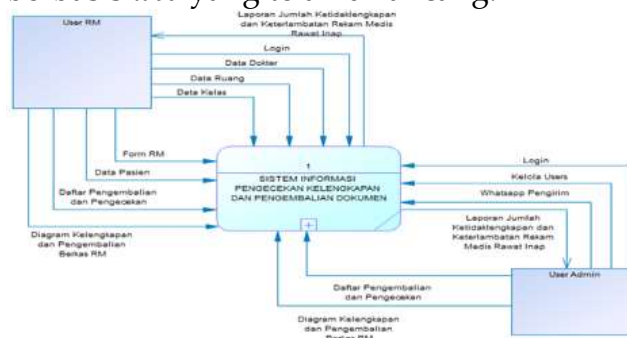 User RM
Laporan Jumlah Ketidaklengkapan
dan Keterlambatan Rekam Medis
Rawat Inap
Login
Data Dokter
Data Ruang
Data Kelas
Form RM
Data Pasien
Daftar Pengembalian
dan Pengecekan
Diagram Kelengkapan
dan Pengembalian
Berkas RM
1
SISTEM INFORMASI
PENGECEKAN KELENGKAPAN
DAN PENGEMBALIAN DOKUMEN
Login
Kelola Users
Whatsapp Pengirim
Laporan Jumlah
Ketidaklengkapan dan
Keterlambatan Rekam
Medis Rawat Inap
User Admin
Daftar Pengembalian
dan Pengecekan
Diagram Kelengkapan
dan Pengembalian